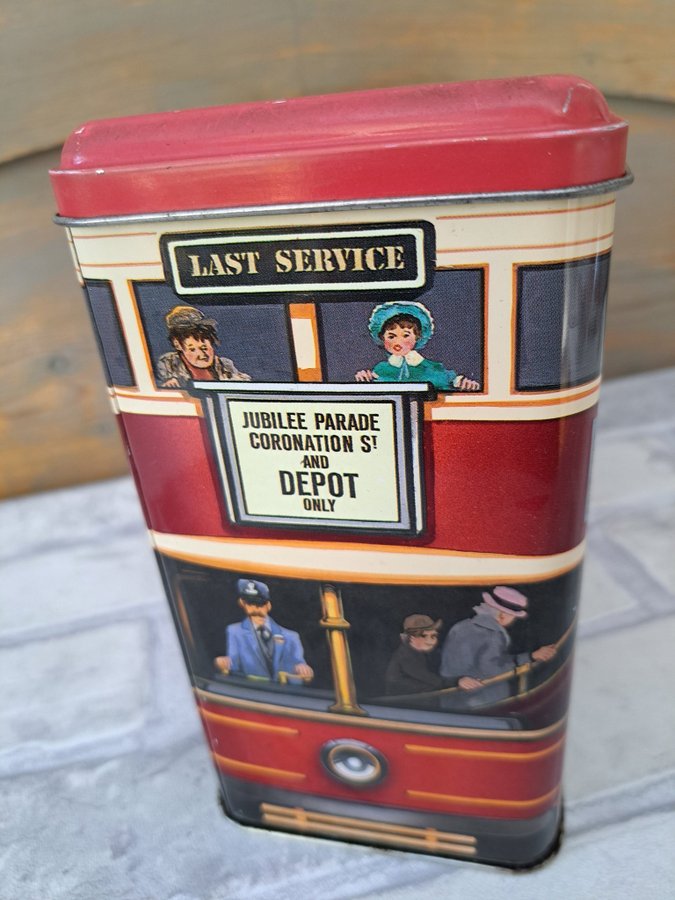 LAST SERVICE
JUBILEE PARADE
CORONATION ST
AND
DEPOT
ONLY